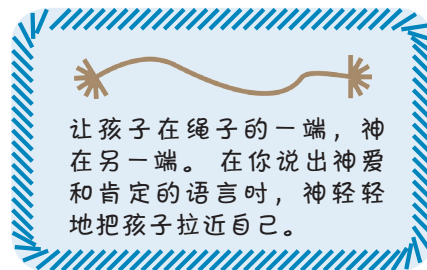 让孩子在绳子的一端，神
在另一端。 在你说出神爱
和肯定的语言时，神轻轻
地把孩子拉近自己。